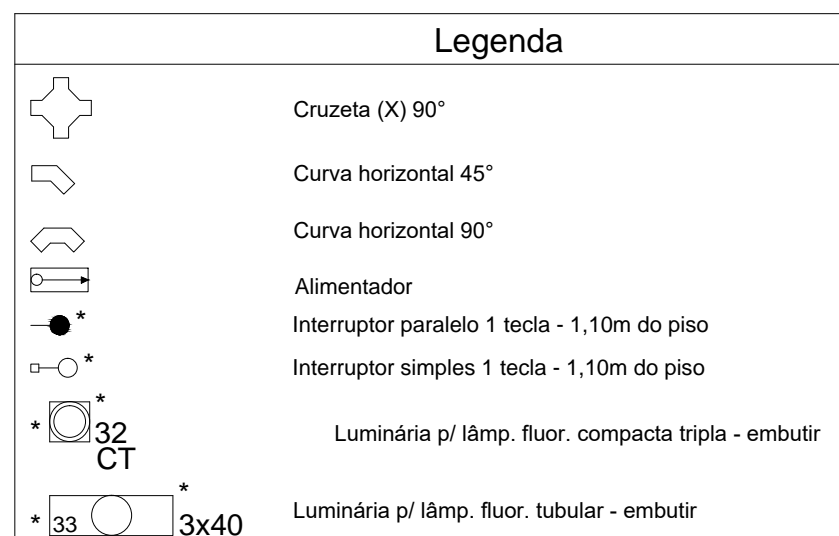 Legenda
Cruzeta (X) 90°
Curva horizontal 45°
Curva horizontal 90°
Alimentador
* Interruptor paralelo 1 tecla - 1,10m do piso
* Interruptor simples 1 tecla - 1,10m do piso
*
* 32 Luminária p/ lâmp. fluor. compacta tripla - embutir
CT
*
* 33 3x40 Luminária p/ lâmp. fluor. tubular - embutir